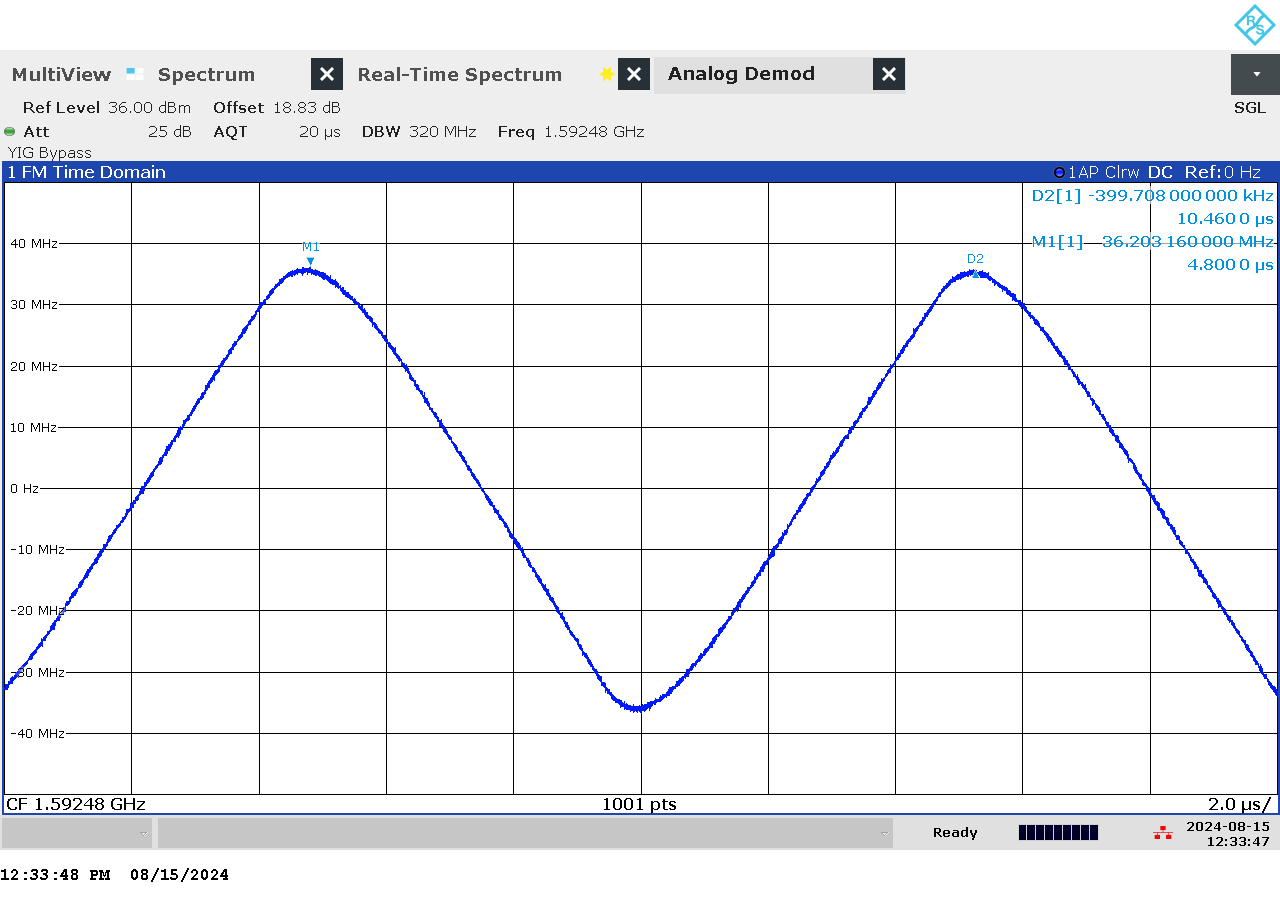 R S
MultiView Spectrum Real-Time Spectrum Analog Demod
Ref Level 36.00 dBm Offset 18.83 dB SGL
Att 25 dB AQT 20 µs DBW 320 MHz Freq 1.59248 GHz
YIG Bypass
1 FM Time Domain 1AP Clrw DC Ref:0 Hz
D2[1] -399.708 000 000 kHz
10.460 0 µs
M1[1] 36.203 160 000 MHz
4.800 0 µs
M1
D2
40 MHz
30 MHz
20 MHz
10 MHz
0 Hz
-10 MHz
-20 MHz
-30 MHz
-40 MHz
CF 1.59248 GHz 1001 pts 2.0 µs/
Ready 2024-08-15
12:33:47
12:33:48 PM 08/15/2024